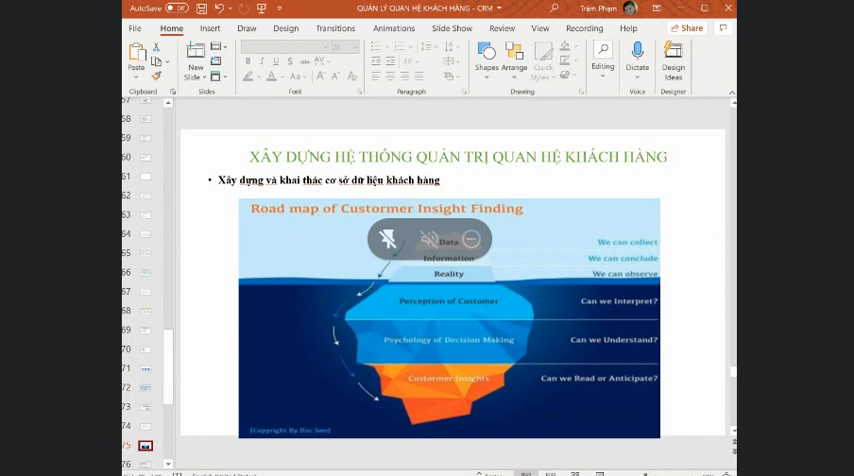 AutoSave Off QUẢN LÝ QUAN HỆ KHÁCH HÀNG - CRM Trâm Phạm
File Home Insert Draw Design Transitions Animations Slide Show Review View Recording Help Share
Paste New Slide Shapes Arrange Quick Styles Editing Dictate Design Ideas
Clipboard Slides Font Paragraph Drawing Voice Designer
57
58
59
60
61
62
63
64
65
66
67
68
69
70
71
72
73
74
75
76
XÂY DỰNG HỆ THỐNG QUẢN TRỊ QUAN HỆ KHÁCH HÀNG
• Xây dựng và khai thác cơ sở dữ liệu khách hàng
Road map of Custormer Insight Finding
Data We can collect
Information We can conclude
Reality We can observe
Perception of Customer Can we Interpret?
Psychology of Decision Making Can we Understand?
Custormer Insights Can we Read or Anticipate?
(Copyright By Duc Son)